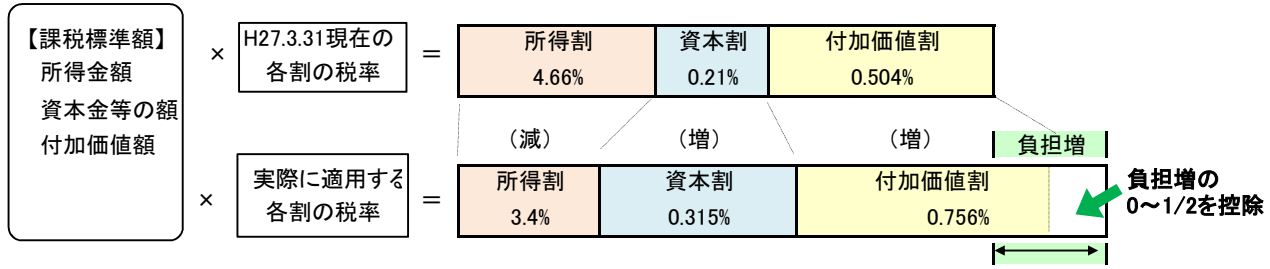 【課税標準額】
所得金額
資本金等の額
付加価値額
×
H27.3.31現在の
各割の税率
＝
所得割
4.66%
資本割
0.21%
付加価値割
0.504%
（減）
（増）
（増）
負担増
×
実際に適用する
各割の税率
＝
所得割
3.4%
資本割
0.315%
付加価値割
0.756%
負担増の
0～1/2を控除